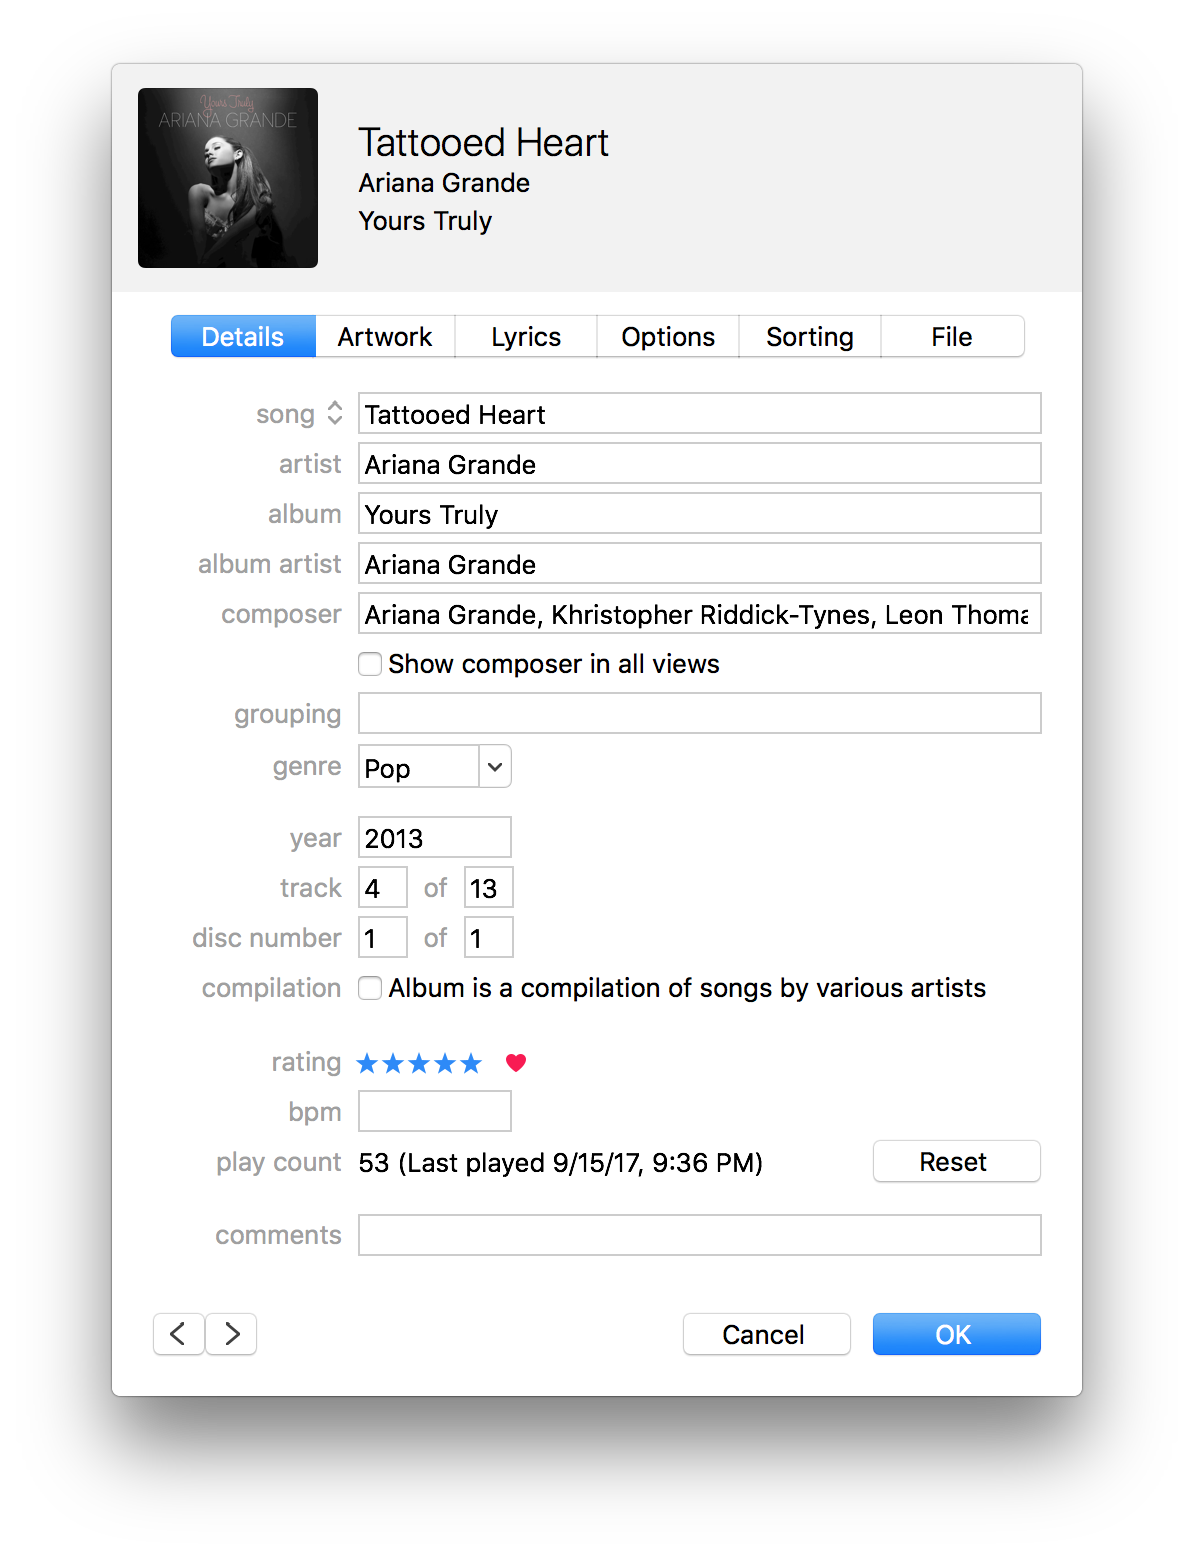 Yours Truly
ARIANA GRANDE
Tattooed Heart
Ariana Grande
Yours Truly
Details Artwork Lyrics Options Sorting File
song Tattooed Heart
artist Ariana Grande
album Yours Truly
album artist Ariana Grande
composer Ariana Grande, Khristopher Riddick-Tynes, Leon Thoma
Show composer in all views
grouping
genre Pop
year 2013
track 4 of 13
disc number 1 of 1
compilation Album is a compilation of songs by various artists
rating
bpm
play count 53 (Last played 9/15/17, 9:36 PM) Reset
comments
Cancel OK